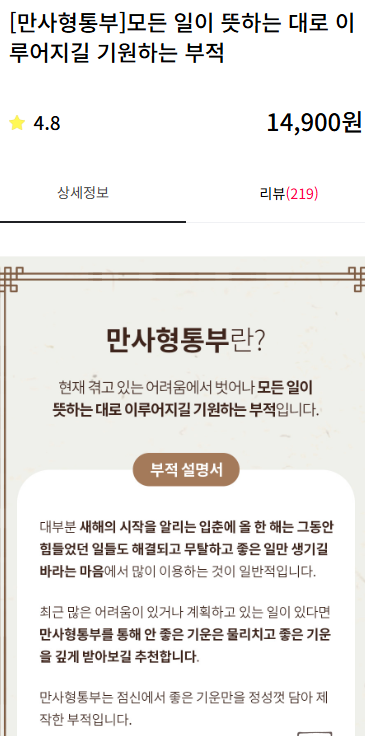 [만사형통부]모든 일이 뜻하는 대로 이
루어지길 기원하는 부적
4.8
14,900원
상세정보
리뷰(219)
만사형통부란?
현재 겪고 있는 어려움에서 벗어나 모든 일이
뜻하는 대로 이루어지길 기원하는 부적입니다.
부적 설명서
대부분 새해의 시작을 알리는 입춘에 올 한 해는 그동안
힘들었던 일들도 해결되고 무탈하고 좋은 일만 생기길
바라는 마음에서 많이 이용하는 것이 일반적입니다.
최근 많은 어려움이 있거나 계획하고 있는 일이 있다면
만사형통부를 통해 안 좋은 기운은 물리치고 좋은 기운
을 깊게 받아보길 추천합니다.
만사형통부는 점신에서 좋은 기운만을 정성껏 담아 제
작한 부적입니다.